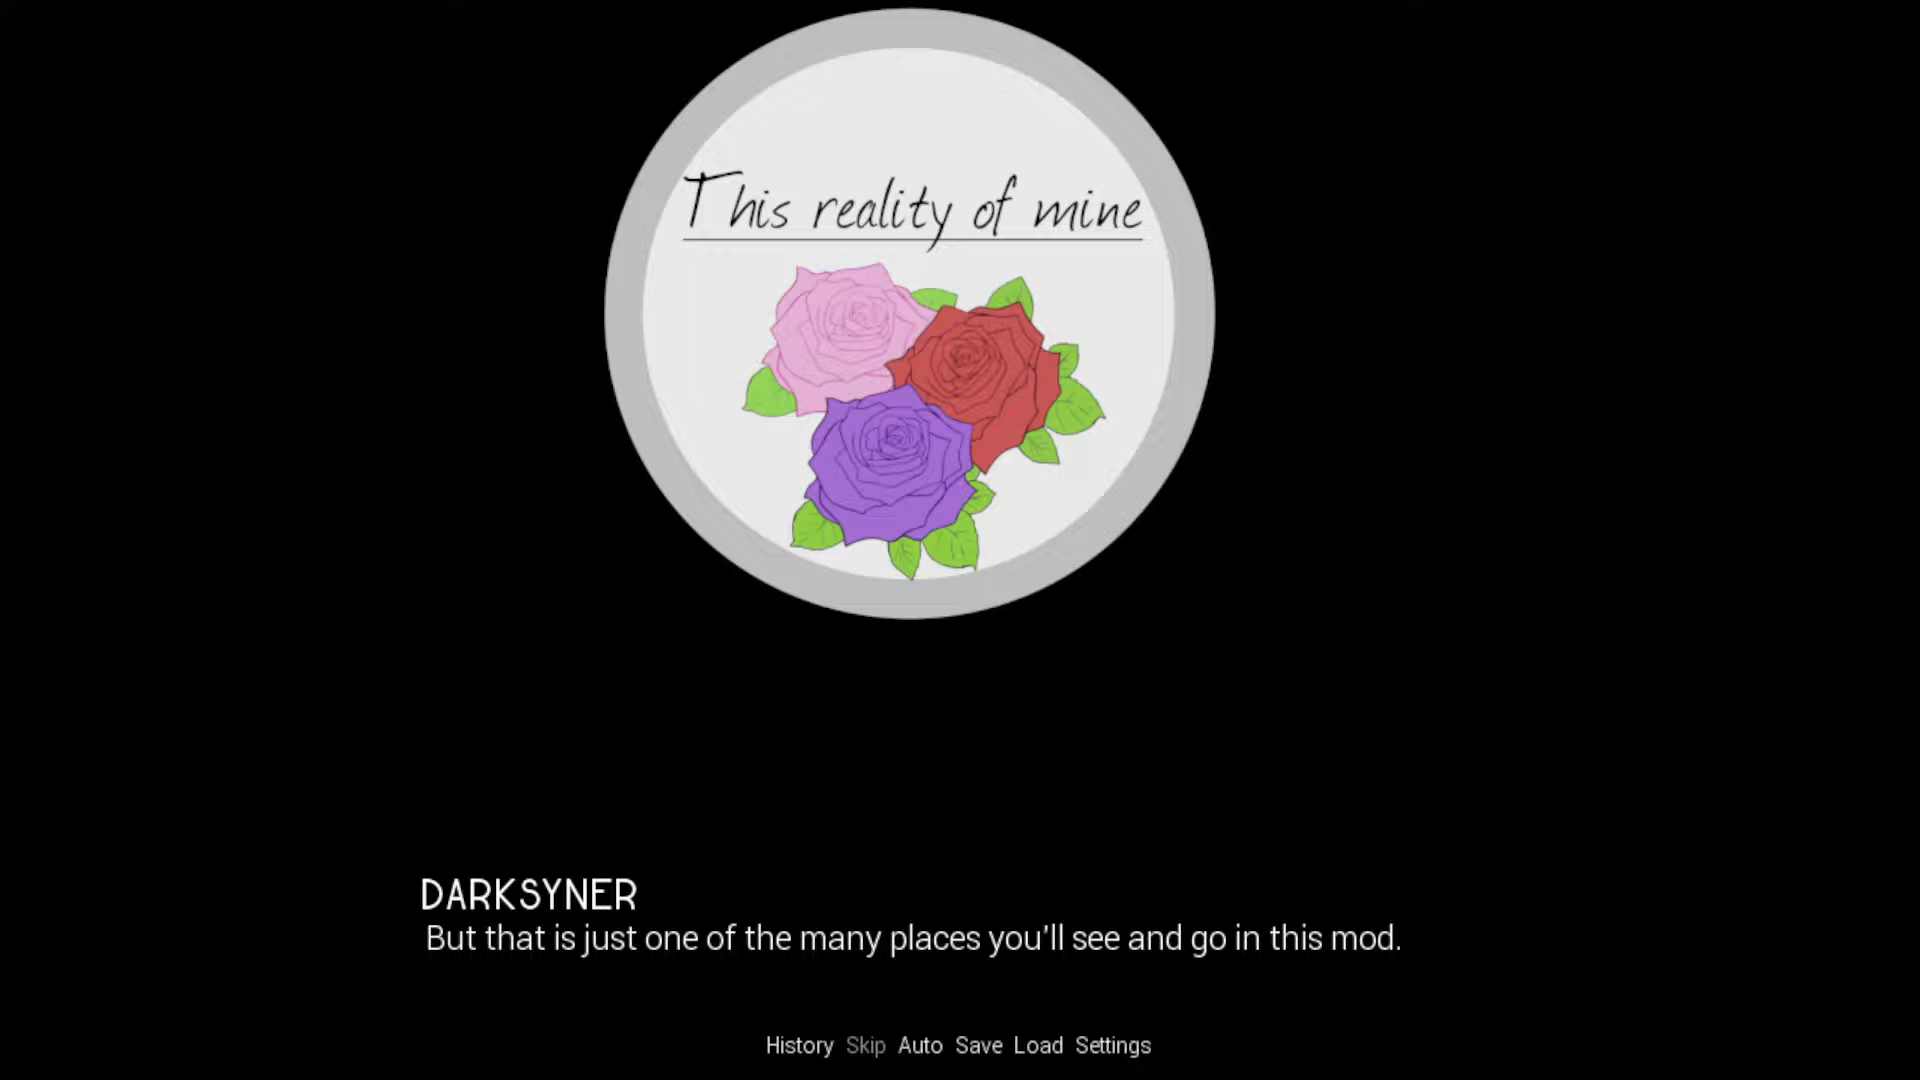 This reality of mine
DARKSYNER
But that is just one of the many places you'll see and go in this mod.
History Skip Auto Save Load Settings